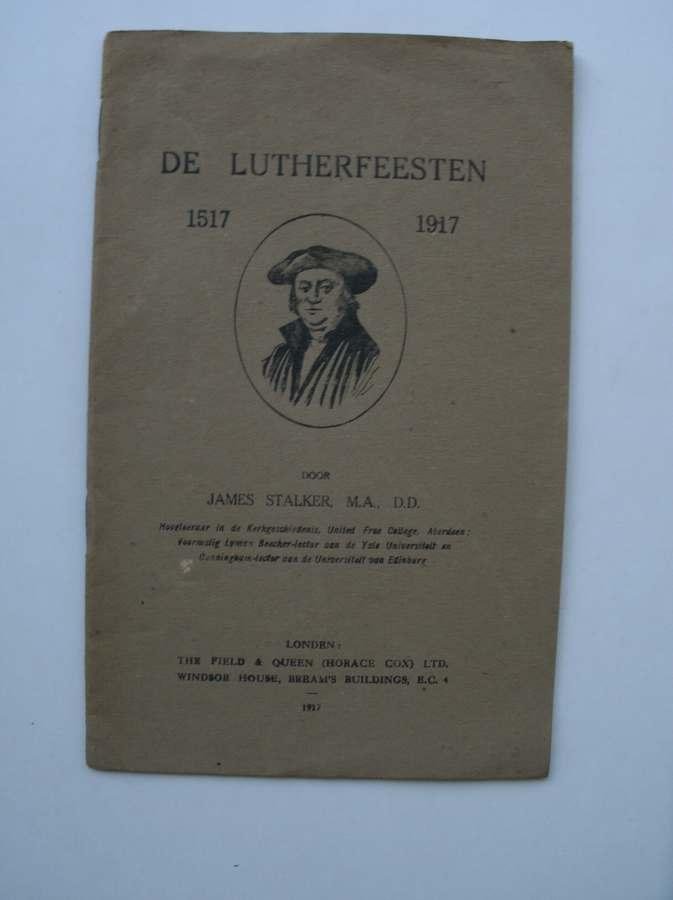 DE LUTHERFEESTEN
1517 1917
DOOR
JAMES STALKER, M.A., D.D.
Hoogleeraar in de Kerkgeschiedenis, United Free College, Aberdeen;
Voormalig Lyman Beecher-lector van de Yale Universiteit en
Cunningham-lector van de Universiteit van Edinburg
LONDEN:
THE FIELD & QUEEN (HORACE COX) LTD.
WINDSOR HOUSE, BREAM'S BUILDINGS, E.C. 4
—
1917